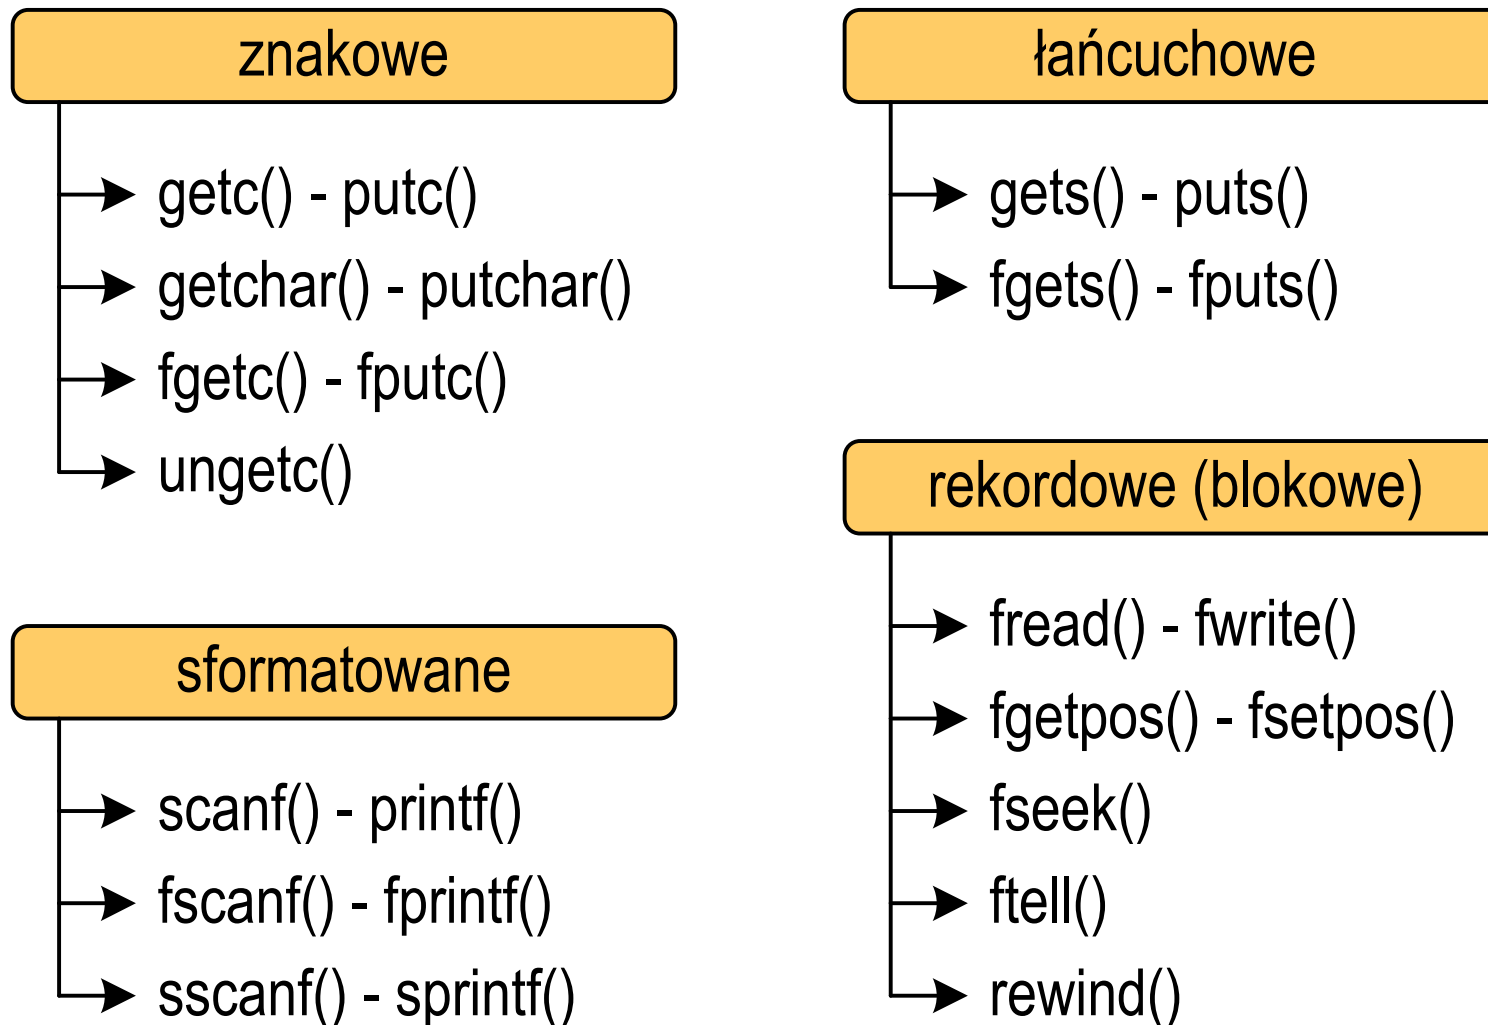 znakowe
getc() - putc()
getchar() - putchar()
fgetc() - fputc()
ungetc()
sformatowane
scanf() - printf()
fscanf() - fprintf()
sscanf() - sprintf()
łańcuchowe
gets() - puts()
fgets() - fputs()
rekordowe (blokowe)
fread() - fwrite()
fgetpos() - fsetpos()
fseek()
ftell()
rewind()